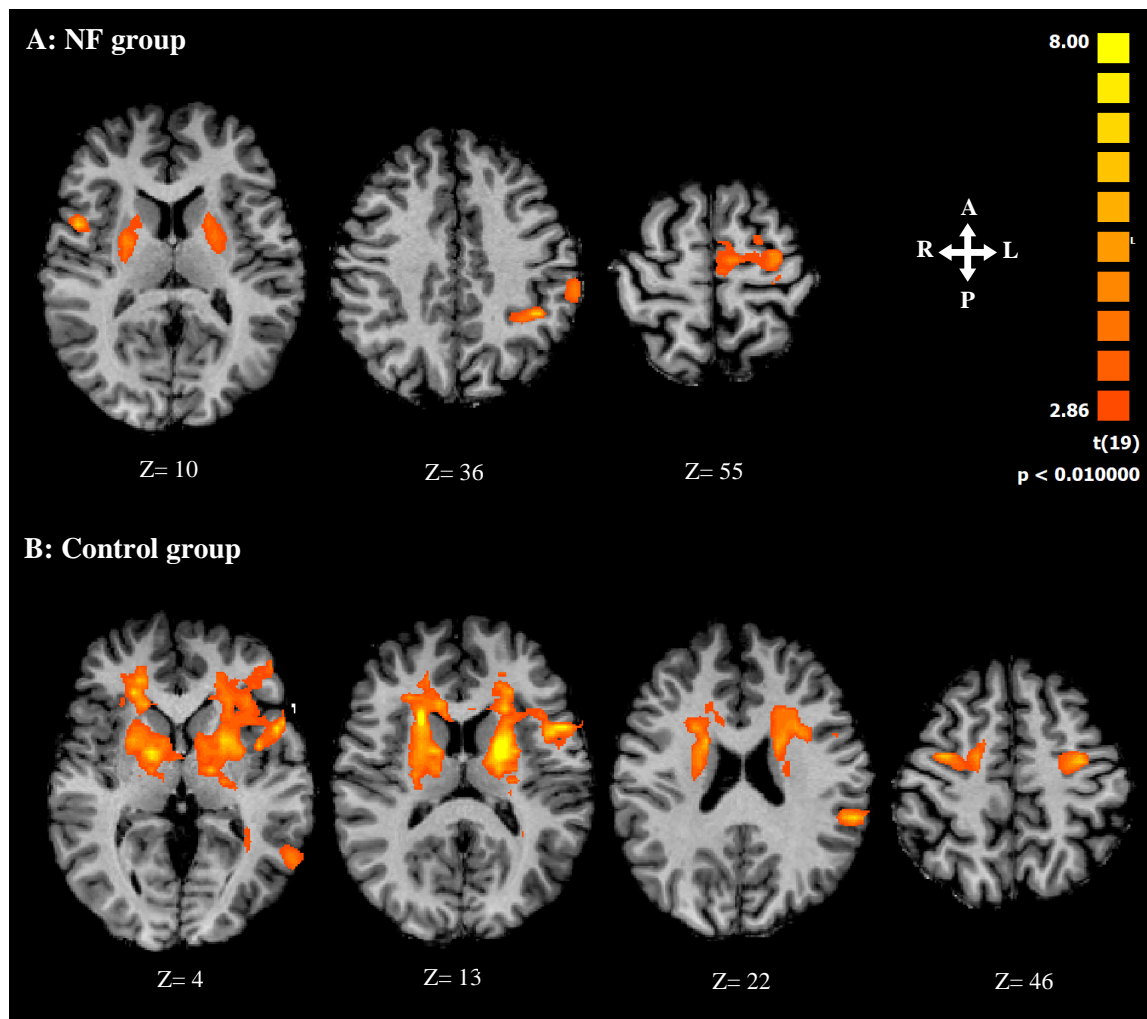 A: NF group
8.00
A
R L
L
P
2.86
t(19)
p < 0.010000
Z= 10
Z= 36
Z= 55
B: Control group
Z= 4
Z= 13
Z= 22
Z= 46